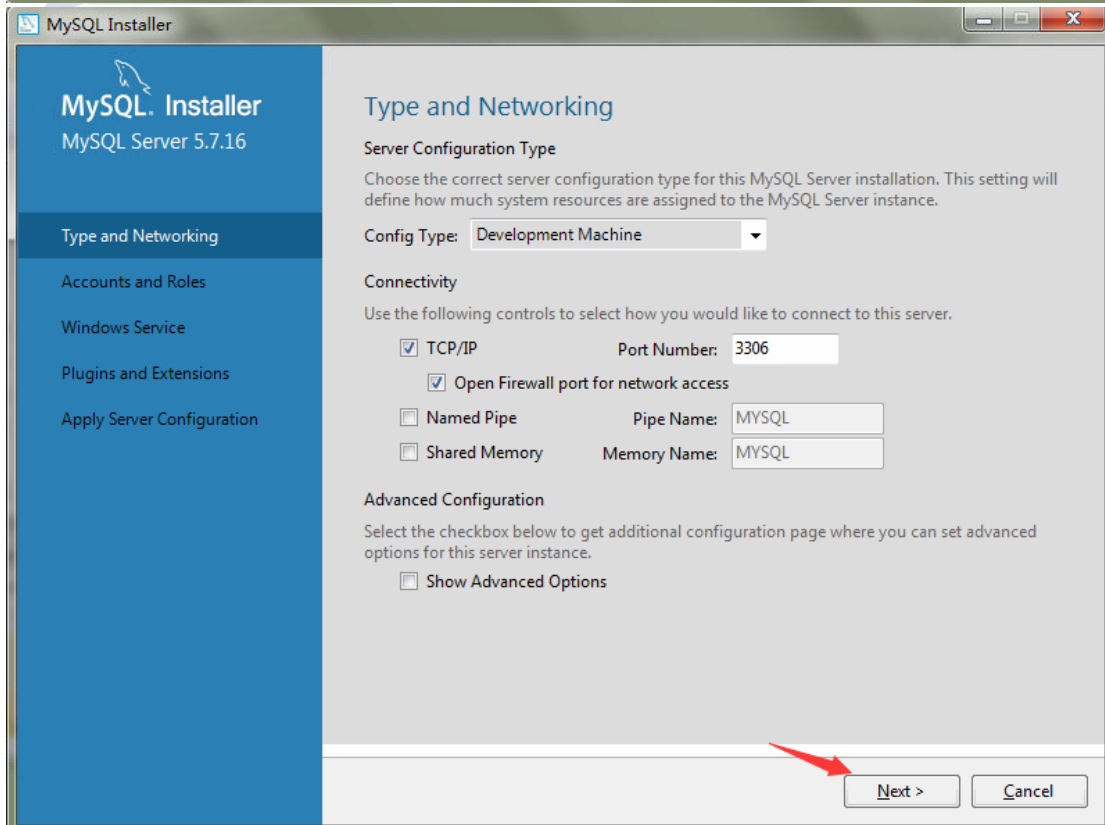 MySQL Installer
MySQL. Installer
MySQL Server 5.7.16
Type and Networking
Accounts and Roles
Windows Service
Plugins and Extensions
Apply Server Configuration
Type and Networking
Server Configuration Type
Choose the correct server configuration type for this MySQL Server installation. This setting will
define how much system resources are assigned to the MySQL Server instance.
Config Type: Development Machine
Connectivity
Use the following controls to select how you would like to connect to this server.
TCP/IP Port Number: 3306
Open Firewall port for network access
Named Pipe Pipe Name: MYSQL
Shared Memory Memory Name: MYSQL
Advanced Configuration
Select the checkbox below to get additional configuration page where you can set advanced
options for this server instance.
Show Advanced Options
Next > Cancel